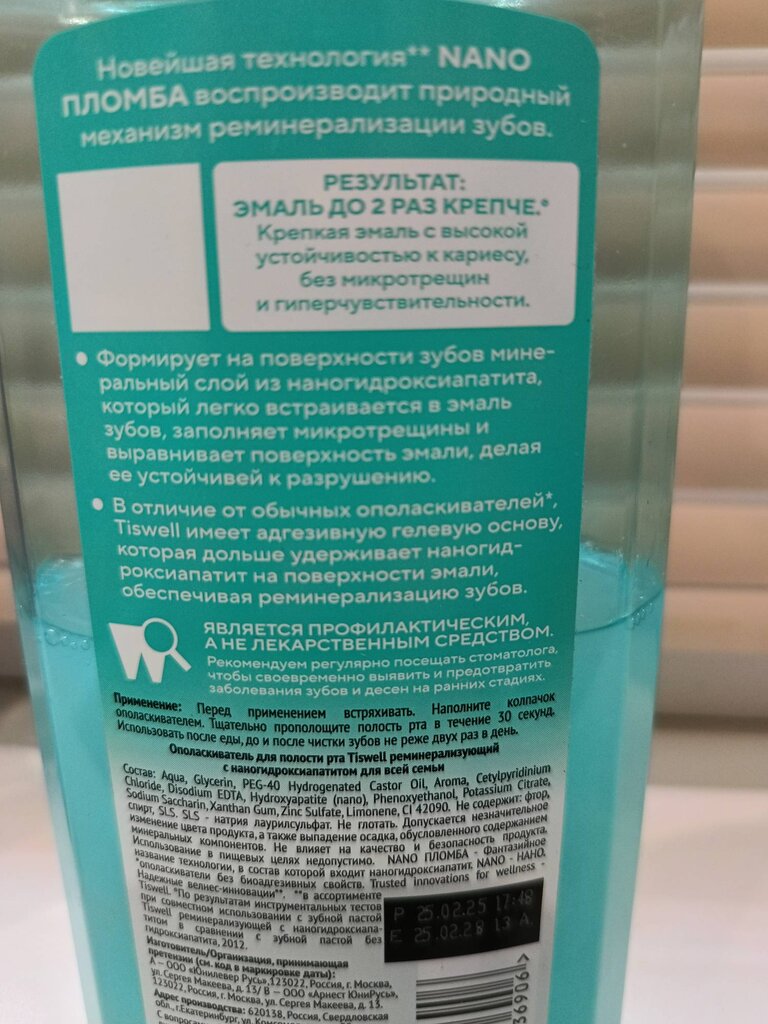 Новейшая технология** NANO
ПЛОМБА воспроизводит природный
механизм реминерализации зубов.
РЕЗУЛЬТАТ:
ЭМАЛЬ ДО 2 РАЗ КРЕПЧЕ.°
Крепкая эмаль с высокой
устойчивостью к кариесу,
без микротрещин
и гиперчувствительности.
• Формирует на поверхности зубов мине-
ральный слой из наногидроксиапатита,
который легко встраивается в эмаль
зубов, заполняет микротрещины и
выравнивает поверхность эмали, делая
ее устойчивей к разрушению.
• В отличие от обычных ополаскивателей*,
Tiswell имеет адгезивную гелевую основу,
которая дольше удерживает наногид-
роксиапатит на поверхности эмали,
обеспечивая реминерализацию зубов.
ЯВЛЯЕТСЯ ПРОФИЛАКТИЧЕСКИМ,
А НЕ ЛЕКАРСТВЕННЫМ СРЕДСТВОМ.
Рекомендуем регулярно посещать стоматолога,
чтобы своевременно выявить и предотвратить
заболевания зубов и десен на ранних стадиях.
Применение: Перед применением встряхивать. Наполните колпачок
ополаскивателем. Тщательно прополощите полость рта в течение 30 секунд.
Использовать после еды, до и после чистки зубов не реже двух раз в день.
Ополаскиватель для полости рта Tiswell реминерализующий
с наногидроксиапатитом для всей семьи
Состав: Aqua, Glycerin, PEG-40 Hydrogenated Castor Oil, Aroma, Cetylpyridinium
Chloride, Disodium EDTA, Hydroxyapatite (nano), Phenoxyethanol, Potassium Citrate,
Sodium Saccharin, Xanthan Gum, Zinc Sulfate, Limonene, CI 42090. Не содержит: фтор,
спирт, SLS. SLS - натрия лаурилсульфат. Не глотать. Допускается незначительное
изменение цвета продукта, а также выпадение осадка, обусловленного содержанием
минеральных компонентов. Не влияет на качество и безопасность продукта.
Использование в пищевых целях недопустимо. NANO ПЛОМБА - Фантазийное
название технологии, в состав которой входит наногидроксиапатит. NANO - НАНО.
*ополаскиватели без биоадгезивных свойств. Trusted innovations for wellness -
Надежные велнес-инновации**. **в ассортименте
Tiswell. °По результатам инструментальных тестов
при совместном использовании с зубной пастой
Tiswell реминерализующей с наногидроксиапа-
титом в сравнении с зубной пастой без
гидроксиапатита, 2012.
P 25.02.25 17:48
E 25.02.28 13 A
Изготовитель/Организация, принимающая
претензии (см. код в маркировке даты):
А – ООО «Юнилевер Русь»,123022, Россия, г. Москва,
ул. Сергея Макеева, д. 13/ B – ООО «Арнест ЮниРусь»,
123022, Россия, г. Москва, ул. Сергея Макеева, д. 13.
Адрес производства: 620138, Россия, Свердловская
обл., г.Екатеринбург, ул.
С вопросами
36906